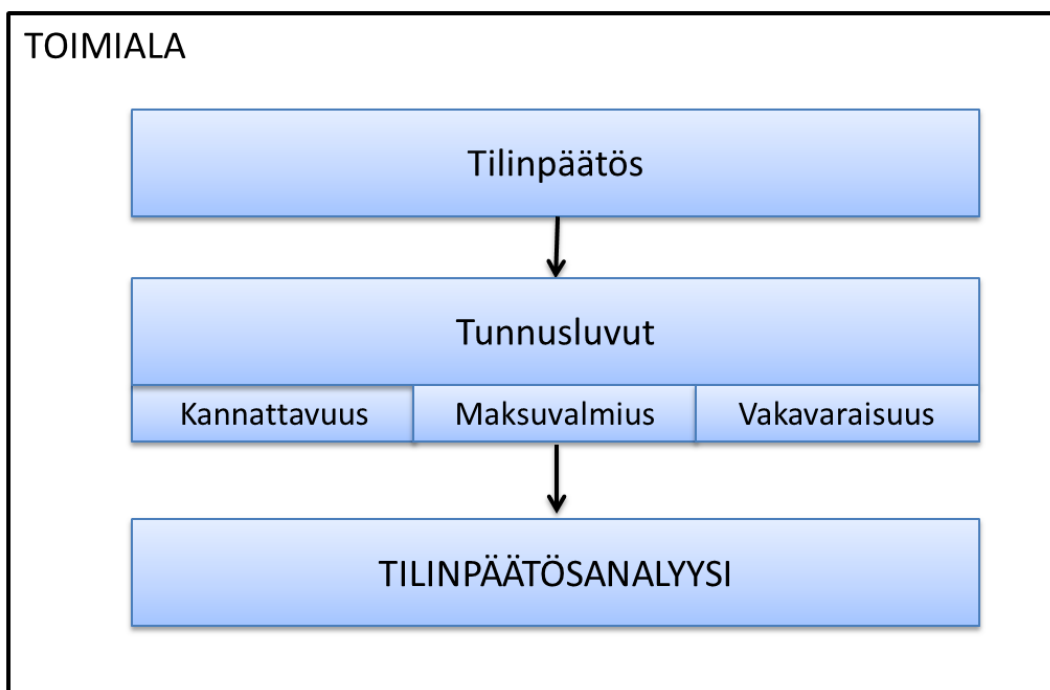 TOIMIALA
Tilinpäätös
Tunnusluvut
Kannattavuus Maksuvalmius Vakavaraisuus
TILINPÄÄTÖSANALYYSI